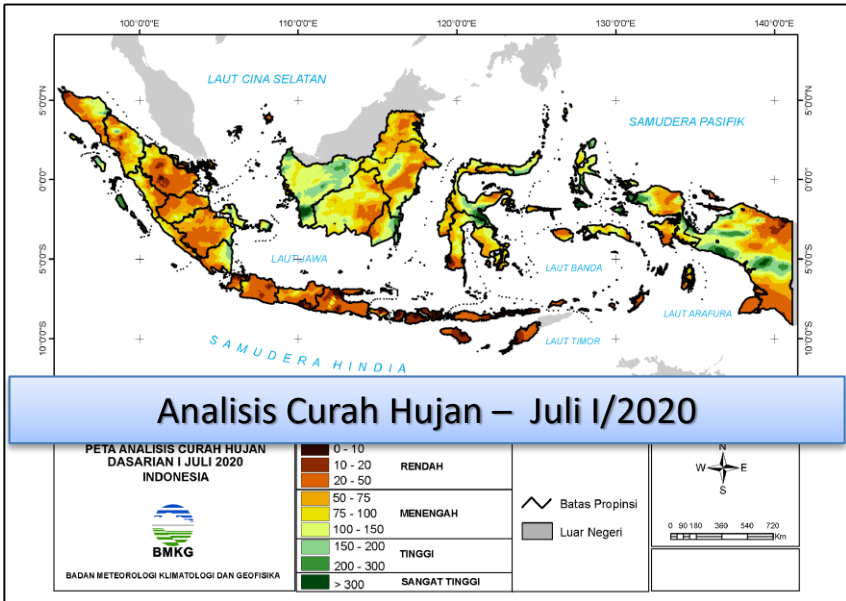 100°0'0"E 110°0'0"E 120°0'0"E 130°0'0"E 140°0'0"E
LAUT CINA SELATAN
SAMUDERA PASIFIK
5°0'0"N 5°0'0"N
0°0'0" 0°0'0"
5°0'0"S 5°0'0"S
10°0'0"S 10°0'0"S
LAUT JAWA
LAUT BANDA
LAUT ARAFURA
LAUT TIMOR
SAMUDERA HINDIA
Analisis Curah Hujan – Juli I/2020
PETA ANALISIS CURAH HUJAN
DASARIAN I JULI 2020
INDONESIA
BMKG
BADAN METEOROLOGI KLIMATOLOGI DAN GEOFISIKA
0 - 10
10 - 20 RENDAH
20 - 50
50 - 75
75 - 100 MENENGAH
100 - 150
150 - 200 TINGGI
200 - 300
> 300 SANGAT TINGGI
Batas Propinsi
Luar Negeri
N
W E
S
0 90 180 360 540 720
Km